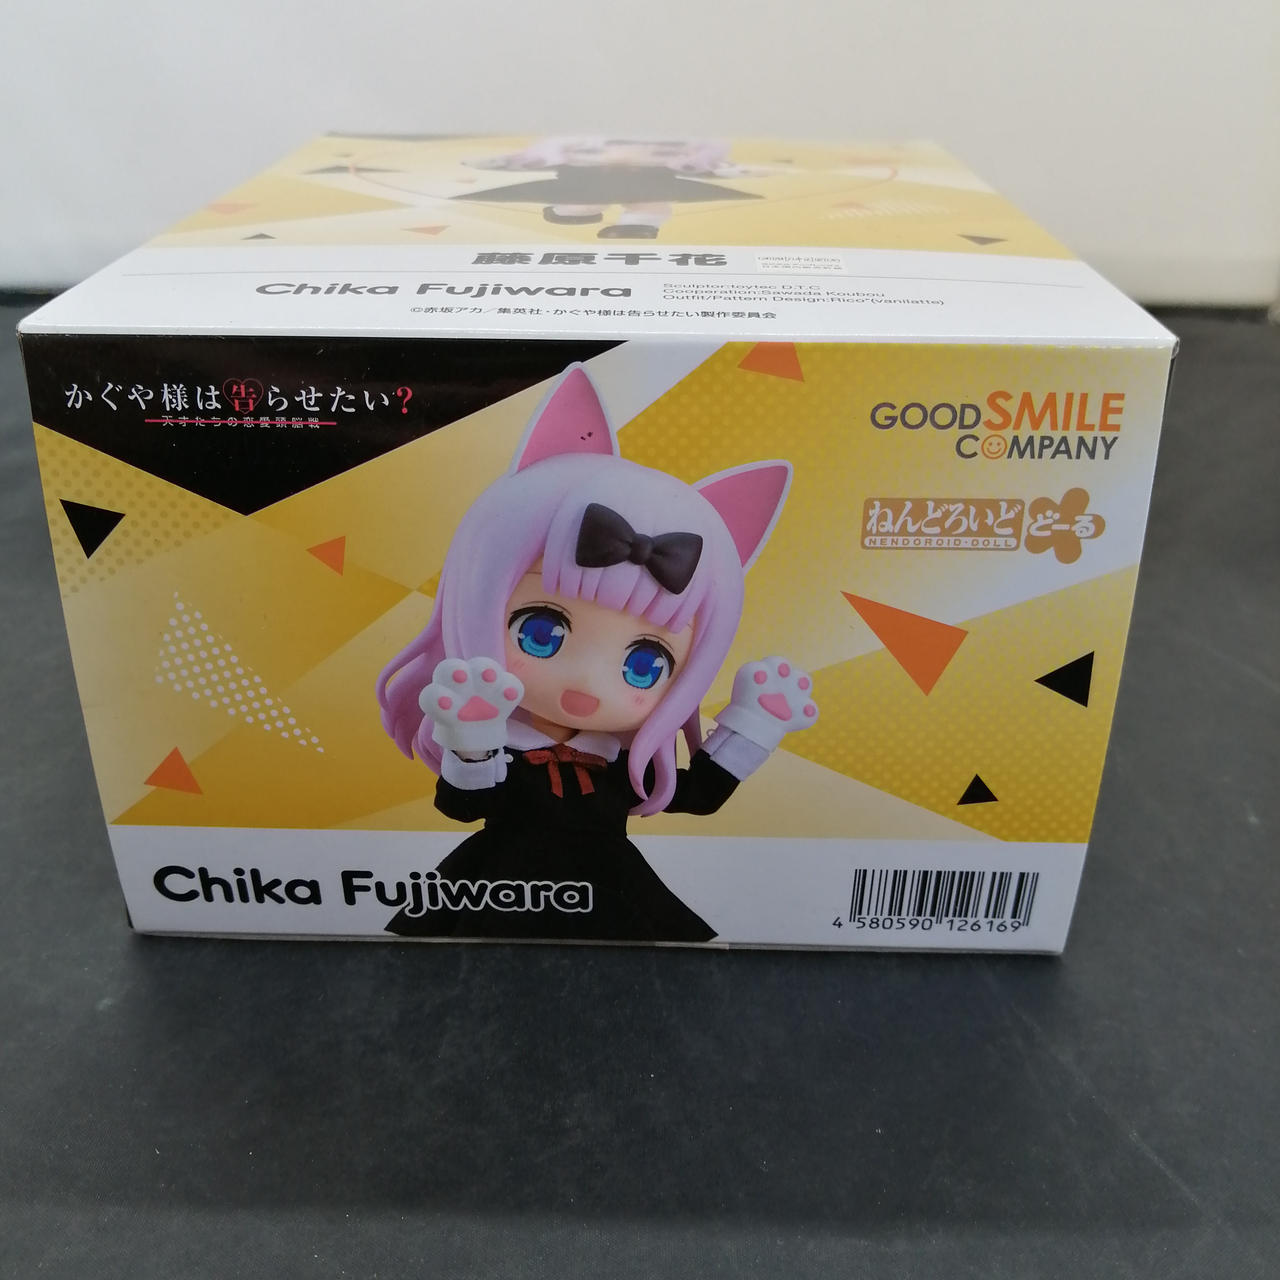 藤原千花
Chika Fujiwara
Sculptor:toytec D.T.C
Cooperation:Sawada Koubou
Outfit/Pattern Design:Rico*(vanilatte)
©赤坂アカ／集英社・かぐや様は告らせたい製作委員会
かぐや様は告らせたい?
天才たちの恋愛頭脳戦
GOOD SMILE
COMPANY
ねんどろいど どーる
NENDOROID·DOLL
Chika Fujiwara
4 580590 126169